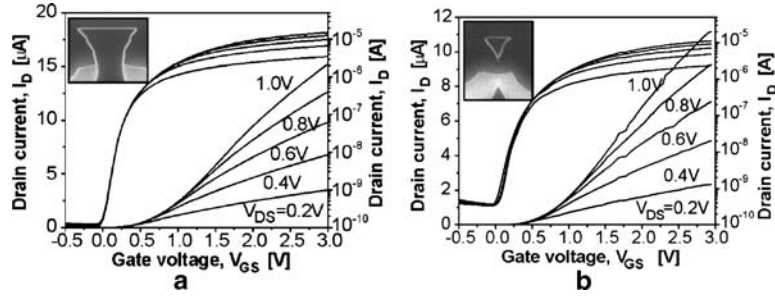 20
15
10
5
0
Drain current, I_D [µA]
1.0V
0.8V
0.6V
0.4V
V_DS=0.2V
10^-5
10^-6
10^-7
10^-8
10^-9
10^-10
Drain current, I_D [A]
-0.5 0.0 0.5 1.0 1.5 2.0 2.5 3.0
Gate voltage, V_GS [V]
a
12
10
8
6
4
2
0
Drain current, I_D [µA]
1.0V
0.8V
0.6V
0.4V
V_DS=0.2V
10^-5
10^-6
10^-7
10^-8
10^-9
10^-10
Drain current, I_D [A]
-0.5 0.0 0.5 1.0 1.5 2.0 2.5 3.0
Gate voltage, V_GS [V]
b